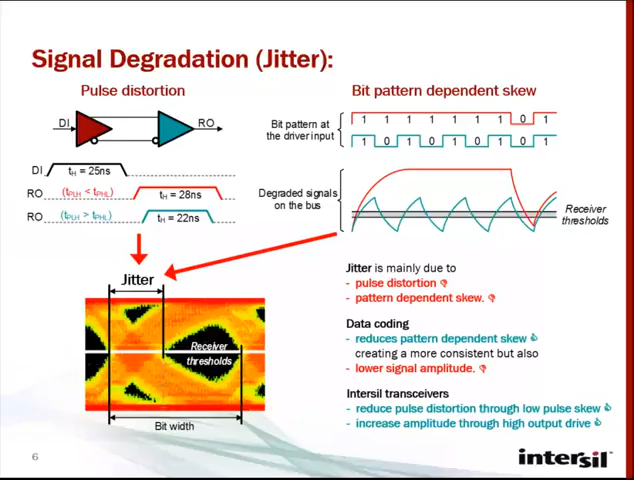 Signal Degradation (Jitter):
Pulse distortion
DI
RO
DI
tH = 25ns
RO
(tPLH < tPHL)
tH = 28ns
RO
(tPLH > tPHL)
tH = 22ns
Jitter
Receiver
thresholds
Bit width
Bit pattern dependent skew
Bit pattern at
the driver input
1 1 1 1 1 1 1 0 1
1 0 1 0 1 0 1 0 1
Degraded signals
on the bus
Receiver
thresholds
Jitter is mainly due to
- pulse distortion
- pattern dependent skew.
Data coding
- reduces pattern dependent skew
creating a more consistent but also
- lower signal amplitude.
Intersil transceivers
- reduce pulse distortion through low pulse skew
- increase amplitude through high output drive
6
intersil